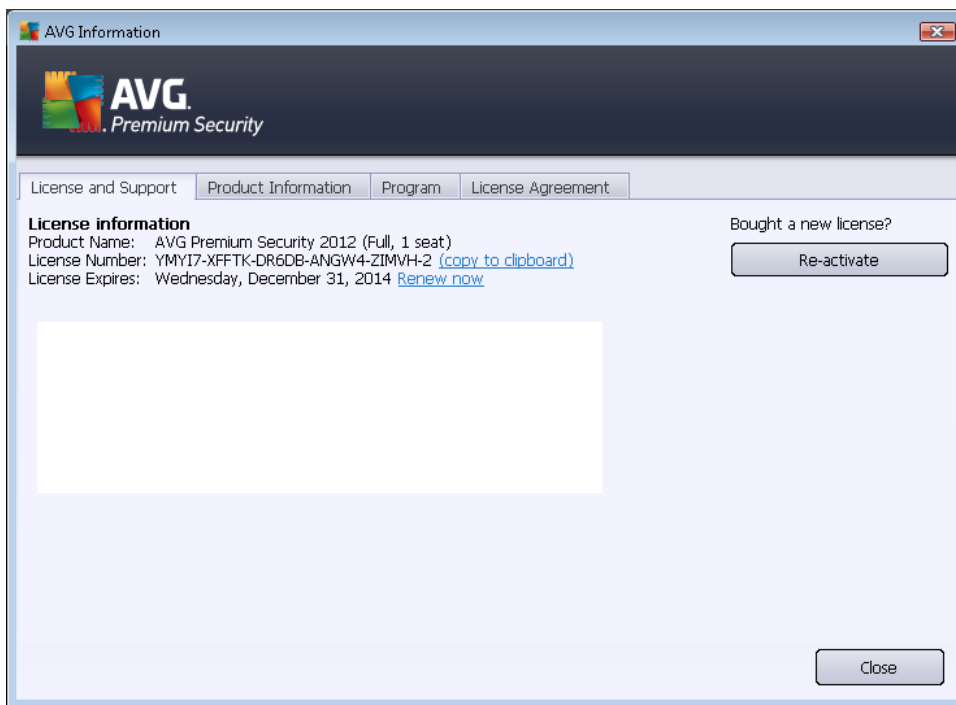 AVG Information
AVG.
Premium Security
License and Support
Product Information
Program
License Agreement
License information
Product Name: AVG Premium Security 2012 (Full, 1 seat)
License Number: YMYI7-XFFTK-DR6DB-ANGW4-ZIMVH-2 (copy to clipboard)
License Expires: Wednesday, December 31, 2014 Renew now
Bought a new license?
Re-activate
Close